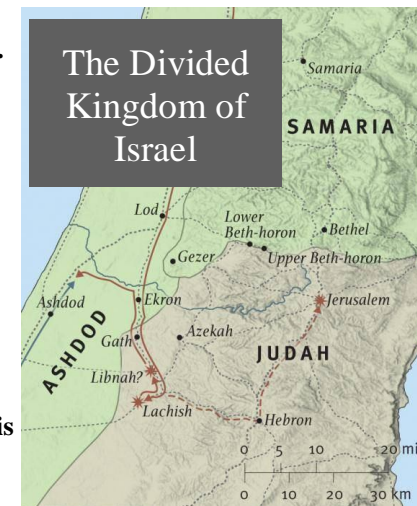 .
The Divided
Kingdom of
Israel
Samaria
SAMARIA
Lod
Lower
Beth-horon
Bethel
Gezer
Upper Beth-horon
Ashdod
Ekron
Jerusalem
ASHDOD
Gath
Azekah
JUDAH
Libnah?
Lachish
is
Hebron
0 5 10 20 mi
0 10 20 30 km